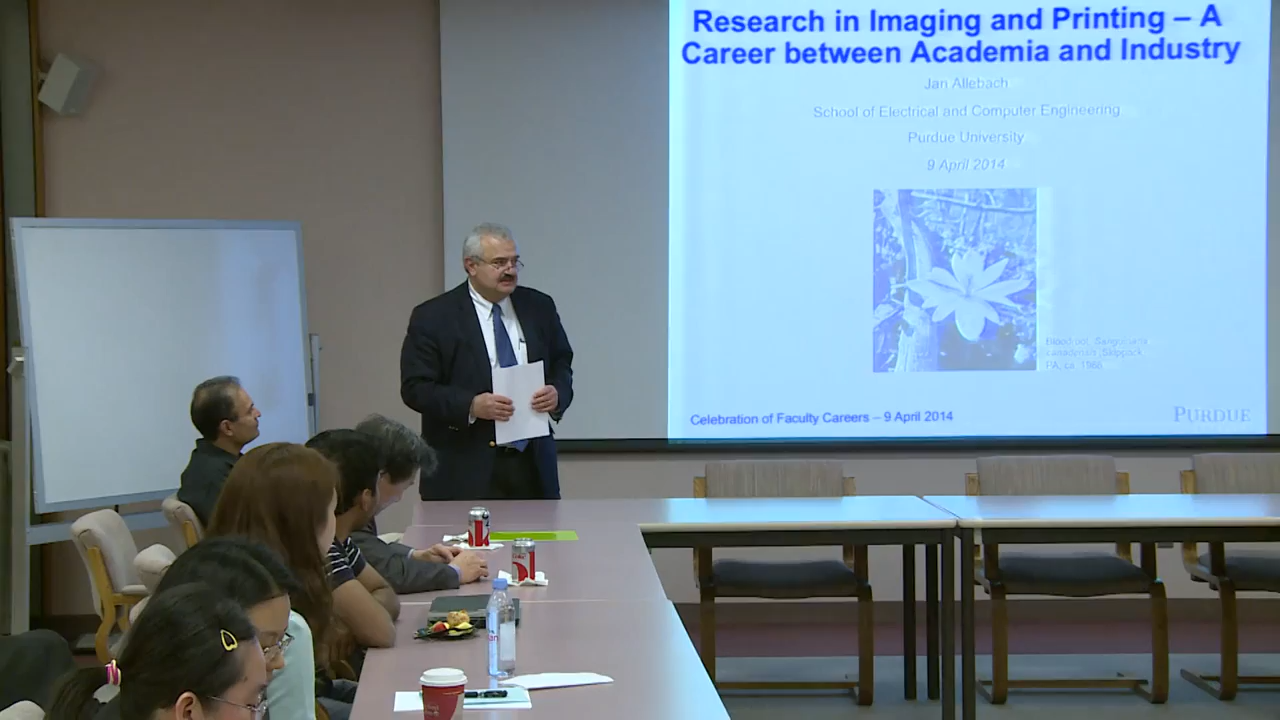 Research in Imaging and Printing – A
Career between Academia and Industry
Jan Allebach
School of Electrical and Computer Engineering
Purdue University
9 April 2014
Bloodroot, Sanguinaria
canadensis, Skippack,
PA, ca. 1968
Celebration of Faculty Careers – 9 April 2014
PURDUE